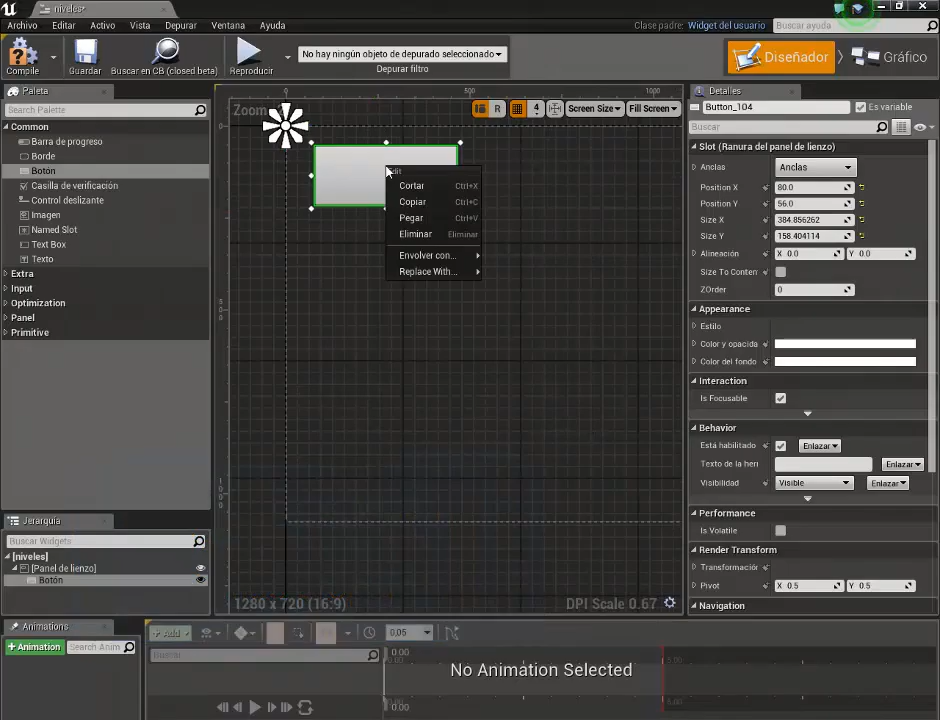 niveles*
Archivo Editar Activo Vista Depurar Ventana Ayuda
Clase padre: Widget del usuario Buscar ayuda
Compile Guardar Buscar en CB (closed beta) Reproducir
No hay ningún objeto de depurado seleccionado
Depurar filtro
Diseñador Gráfico
Paleta
Search Palette
Common
Barra de progreso
Borde
Botón
Casilla de verificación
Control deslizante
Imagen
Named Slot
Text Box
Texto
Extra
Input
Optimization
Panel
Primitive
Jerarquía
Buscar Widgets
[niveles]
[Panel de lienzo]
Botón
Zoom
0 500 1000
R 4 Screen Size Fill Screen
Edit
Cortar Ctrl+X
Copiar Ctrl+C
Pegar Ctrl+V
Eliminar Eliminar
Envolver con...
Replace With...
1280 x 720 (16:9) DPI Scale 0.67
Detalles
Button_104 Es variable
Buscar
Slot (Ranura del panel de lienzo)
Anclas Anclas
Position X 80.0
Position Y 56.0
Size X 384.856262
Size Y 158.404114
Alineación X 0.0 Y 0.0
Size To Conten
ZOrder 0
Appearance
Estilo
Color y opacida
Color del fondo
Interaction
Is Focusable
Behavior
Está habilitado Enlazar
Texto de la heri Enlazar
Visibilidad Visible Enlazar
Performance
Is Volatile
Render Transform
Transformación
Pivot X 0.5 Y 0.5
Navigation
Animations
+ Animation Search Anim
+ Add 0,05
Buscar
0.00
No Animation Selected
0.00